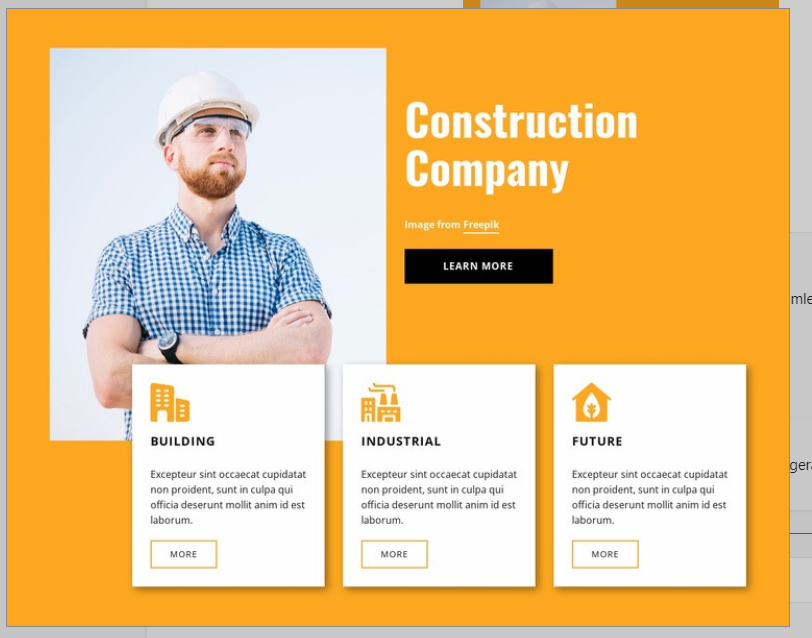 Construction
Company
Image from Freepik
LEARN MORE
BUILDING
Excepteur sint occaecat cupidatat
non proident, sunt in culpa qui
officia deserunt mollit anim id est
laborum.
MORE
INDUSTRIAL
Excepteur sint occaecat cupidatat
non proident, sunt in culpa qui
officia deserunt mollit anim id est
laborum.
MORE
FUTURE
Excepteur sint occaecat cupidatat
non proident, sunt in culpa qui
officia deserunt mollit anim id est
laborum.
MORE